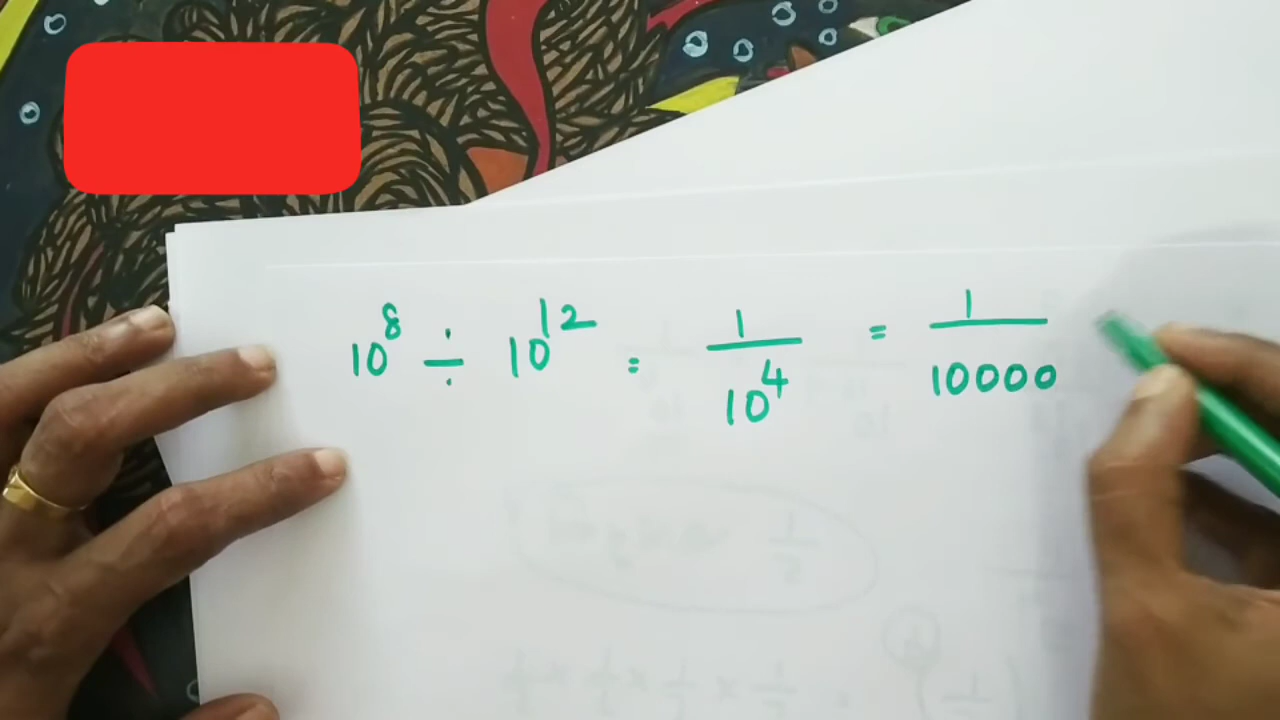 10⁸ ÷ 10¹² = 1/10⁴ = 1/10000